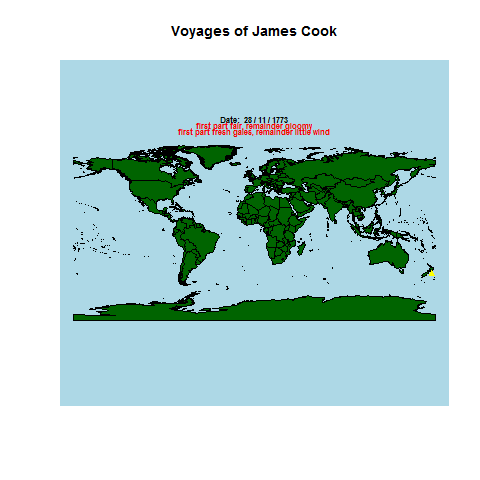 Voyages of James Cook
Date:  28 / 11 / 1773
first part fair, remainder gloomy
first part fresh gales, remainder little wind